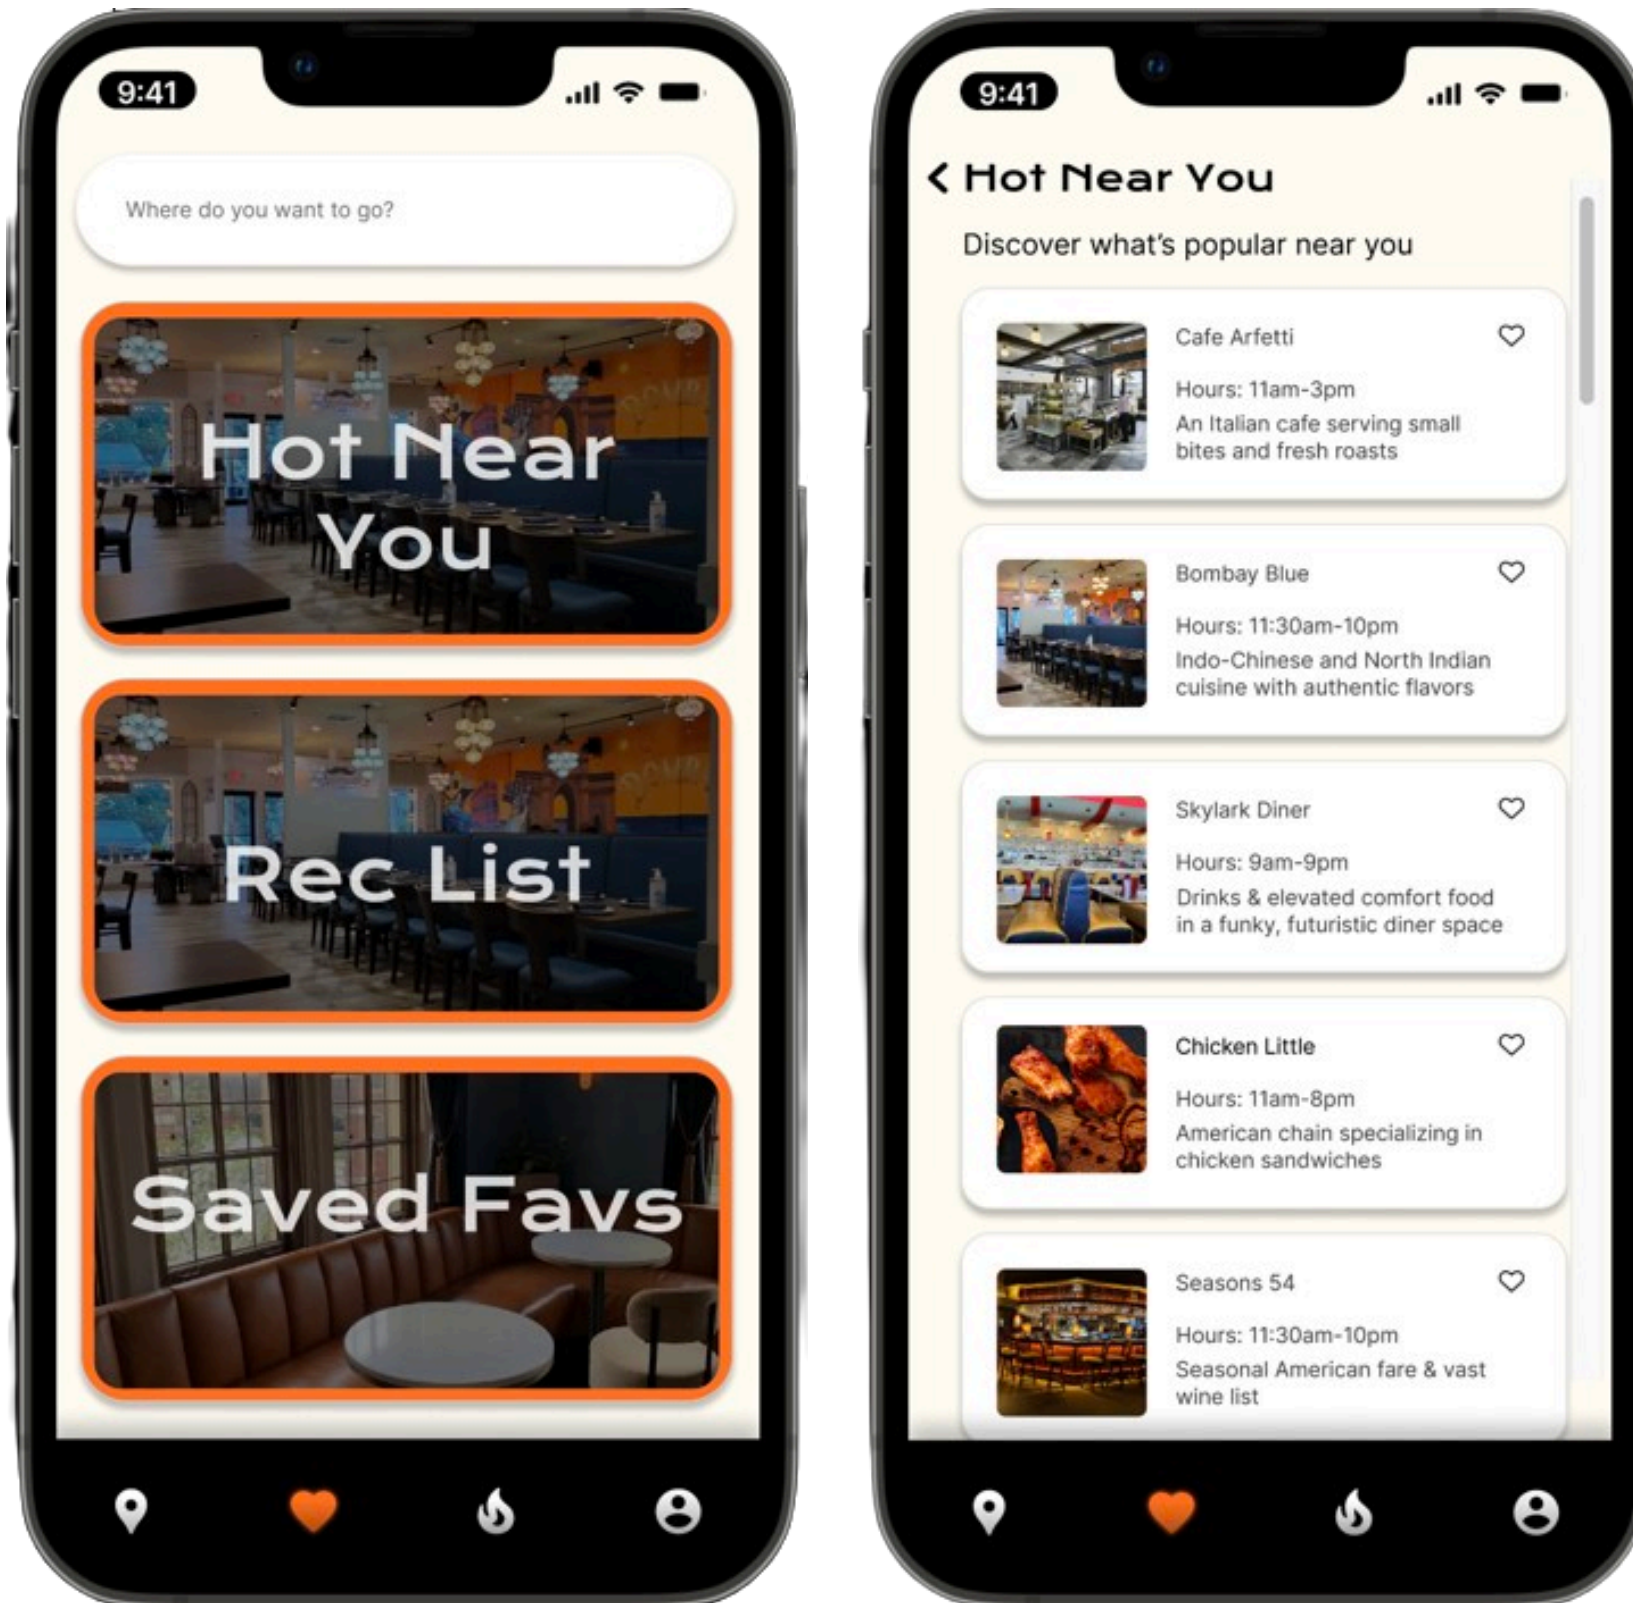 9:41
Where do you want to go?
Hot Near
You
Rec List
Saved Favs
9:41
Hot Near You
Discover what's popular near you
Cafe Arfetti
Hours: 11am-3pm
An Italian cafe serving small
bites and fresh roasts
Bombay Blue
Hours: 11:30am-10pm
Indo-Chinese and North Indian
cuisine with authentic flavors
Skylark Diner
Hours: 9am-9pm
Drinks & elevated comfort food
in a funky, futuristic diner space
Chicken Little
Hours: 11am-8pm
American chain specializing in
chicken sandwiches
Seasons 54
Hours: 11:30am-10pm
Seasonal American fare & vast
wine list